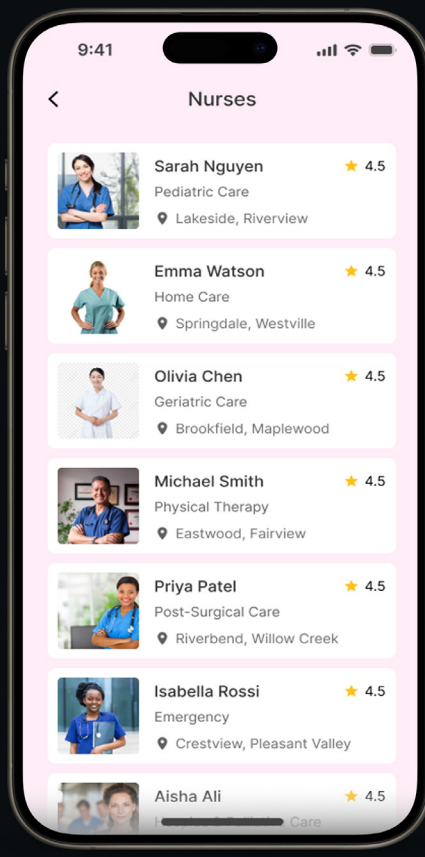 9:41
Nurses
Sarah Nguyen 4.5
Pediatric Care
Lakeside, Riverview
Emma Watson 4.5
Home Care
Springdale, Westville
Olivia Chen 4.5
Geriatric Care
Brookfield, Maplewood
Michael Smith 4.5
Physical Therapy
Eastwood, Fairview
Priya Patel 4.5
Post-Surgical Care
Riverbend, Willow Creek
Isabella Rossi 4.5
Emergency
Crestview, Pleasant Valley
Aisha Ali 4.5
Care